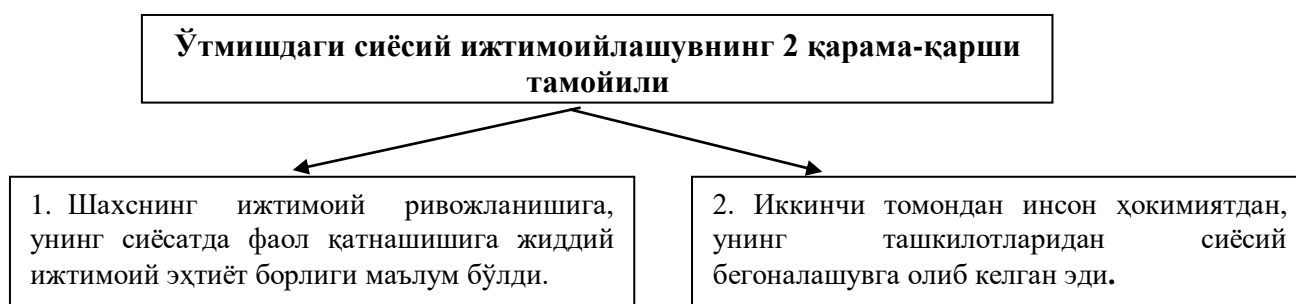 Ўтмишдаги сиёсий ижтимоийлашувнинг 2 қарама-қарши
тамойили
1. Шахснинг ижтимоий ривожланишига,
унинг сиёсатда фаол қатнашишига жиддий
ижтимоий эҳтиёт борлиги маълум бўлди.
2. Иккинчи томондан инсон ҳокимиятдан,
унинг ташкилотларидан сиёсий
бегоналашувга олиб келган эди.